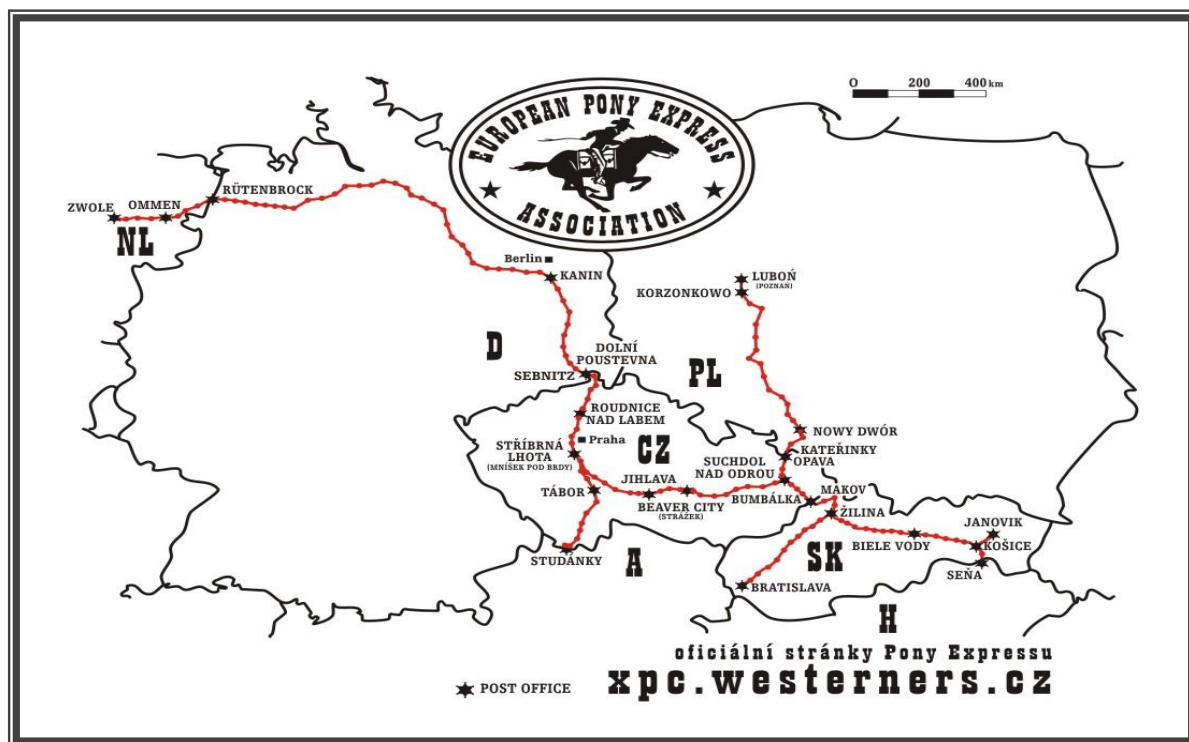 0 200 400 km
EUROPEAN PONY EXPRESS
ASSOCIATION
RÜTENBROCK
ZWOLE
OMMEN
NL
Berlin
KANIN
LUBOŃ
(POZNAŃ)
KORZONKOWO
D
DOLNÍ
POUSTEVNA
SEBNITZ
PL
ROUDNICE
NAD LABEM
Praha
CZ
STŘÍBRNÁ
LHOTA
(MNÍŠEK POD BRDY)
NOWY DWÓR
KATEŘINKY
OPAVA
SUCHDOL
NAD ODROU
JIHLAVA
TÁBOR
BEAVER CITY
(STRÁŽEK)
BUMBÁLKA
MAKOV
ŽILINA
JANOVIK
BIELE VODY
KOŠICE
STUDÁNKY
A
SK
SEŇA
BRATISLAVA
H
oficiální stránky Pony Expressu
xpc.westerners.cz
POST OFFICE